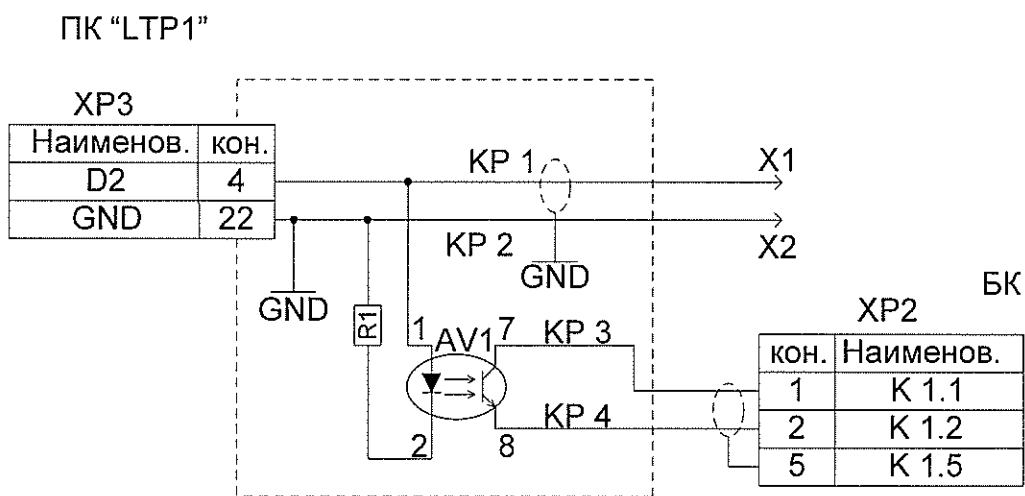 ПК "LTP1"
XP3
Наименов. кон.
D2 4
GND 22
KP 1
X1
KP 2
X2
GND
GND
R1
1
AV1
7
KP 3
2
8
KP 4
БК
XP2
кон. Наименов.
1 K 1.1
2 K 1.2
5 K 1.5